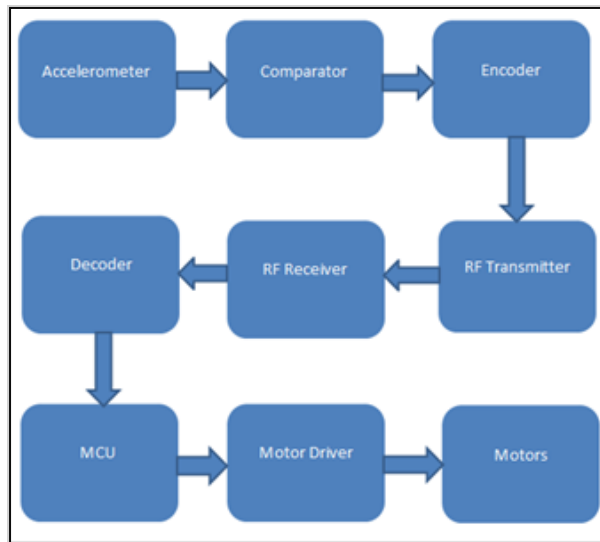 Accelerometer
Comparator
Encoder
RF Transmitter
RF Receiver
Decoder
MCU
Motor Driver
Motors